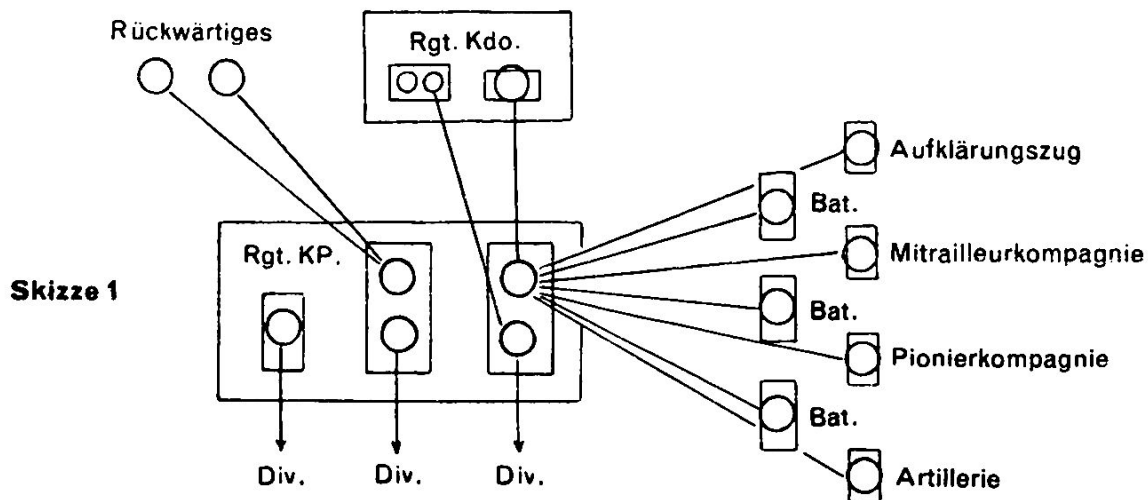 Rückwärtiges
Rgt. Kdo.
Aufklärungszug
Bat.
Rgt. KP.
Mitrailleurkompagnie
Skizze 1
Bat.
Pionierkompagnie
Bat.
Div.
Div.
Div.
Artillerie